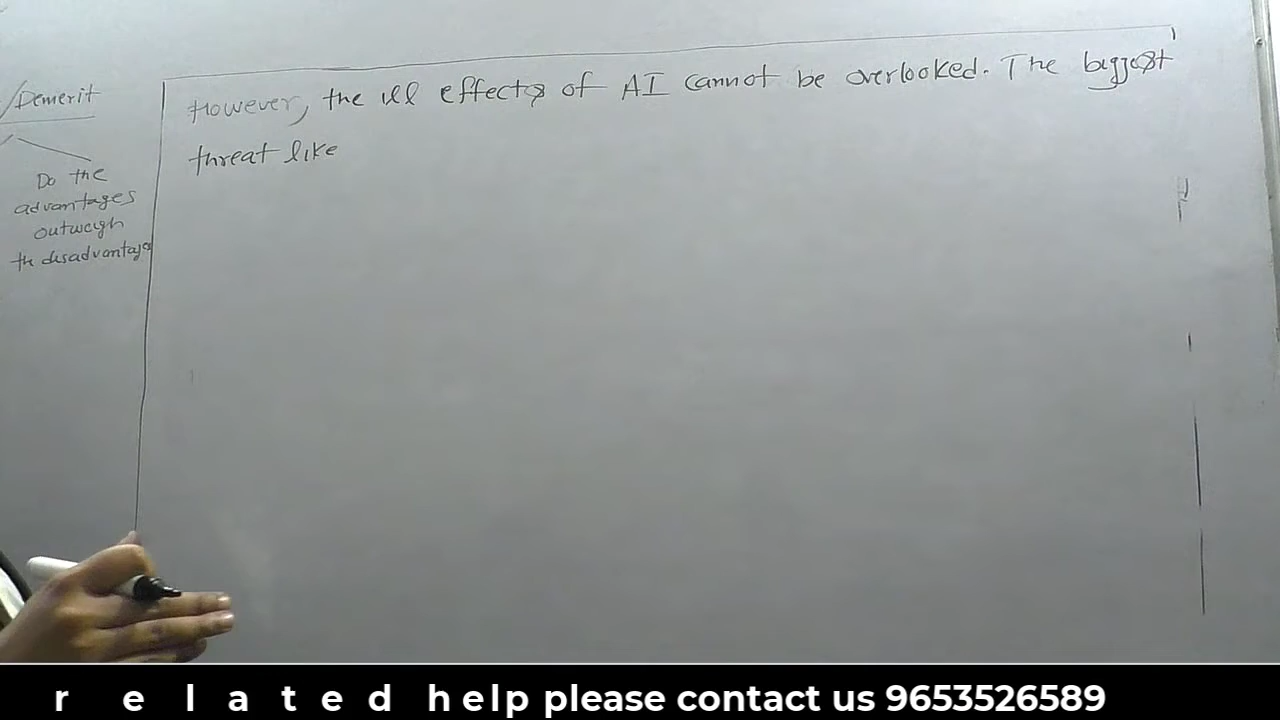 /Demerit
Do the
advantages
outweigh
the disadvantages
However, the ill effects of AI cannot be overlooked. The biggest
threat like
r e l a t e d help please contact us 9653526589